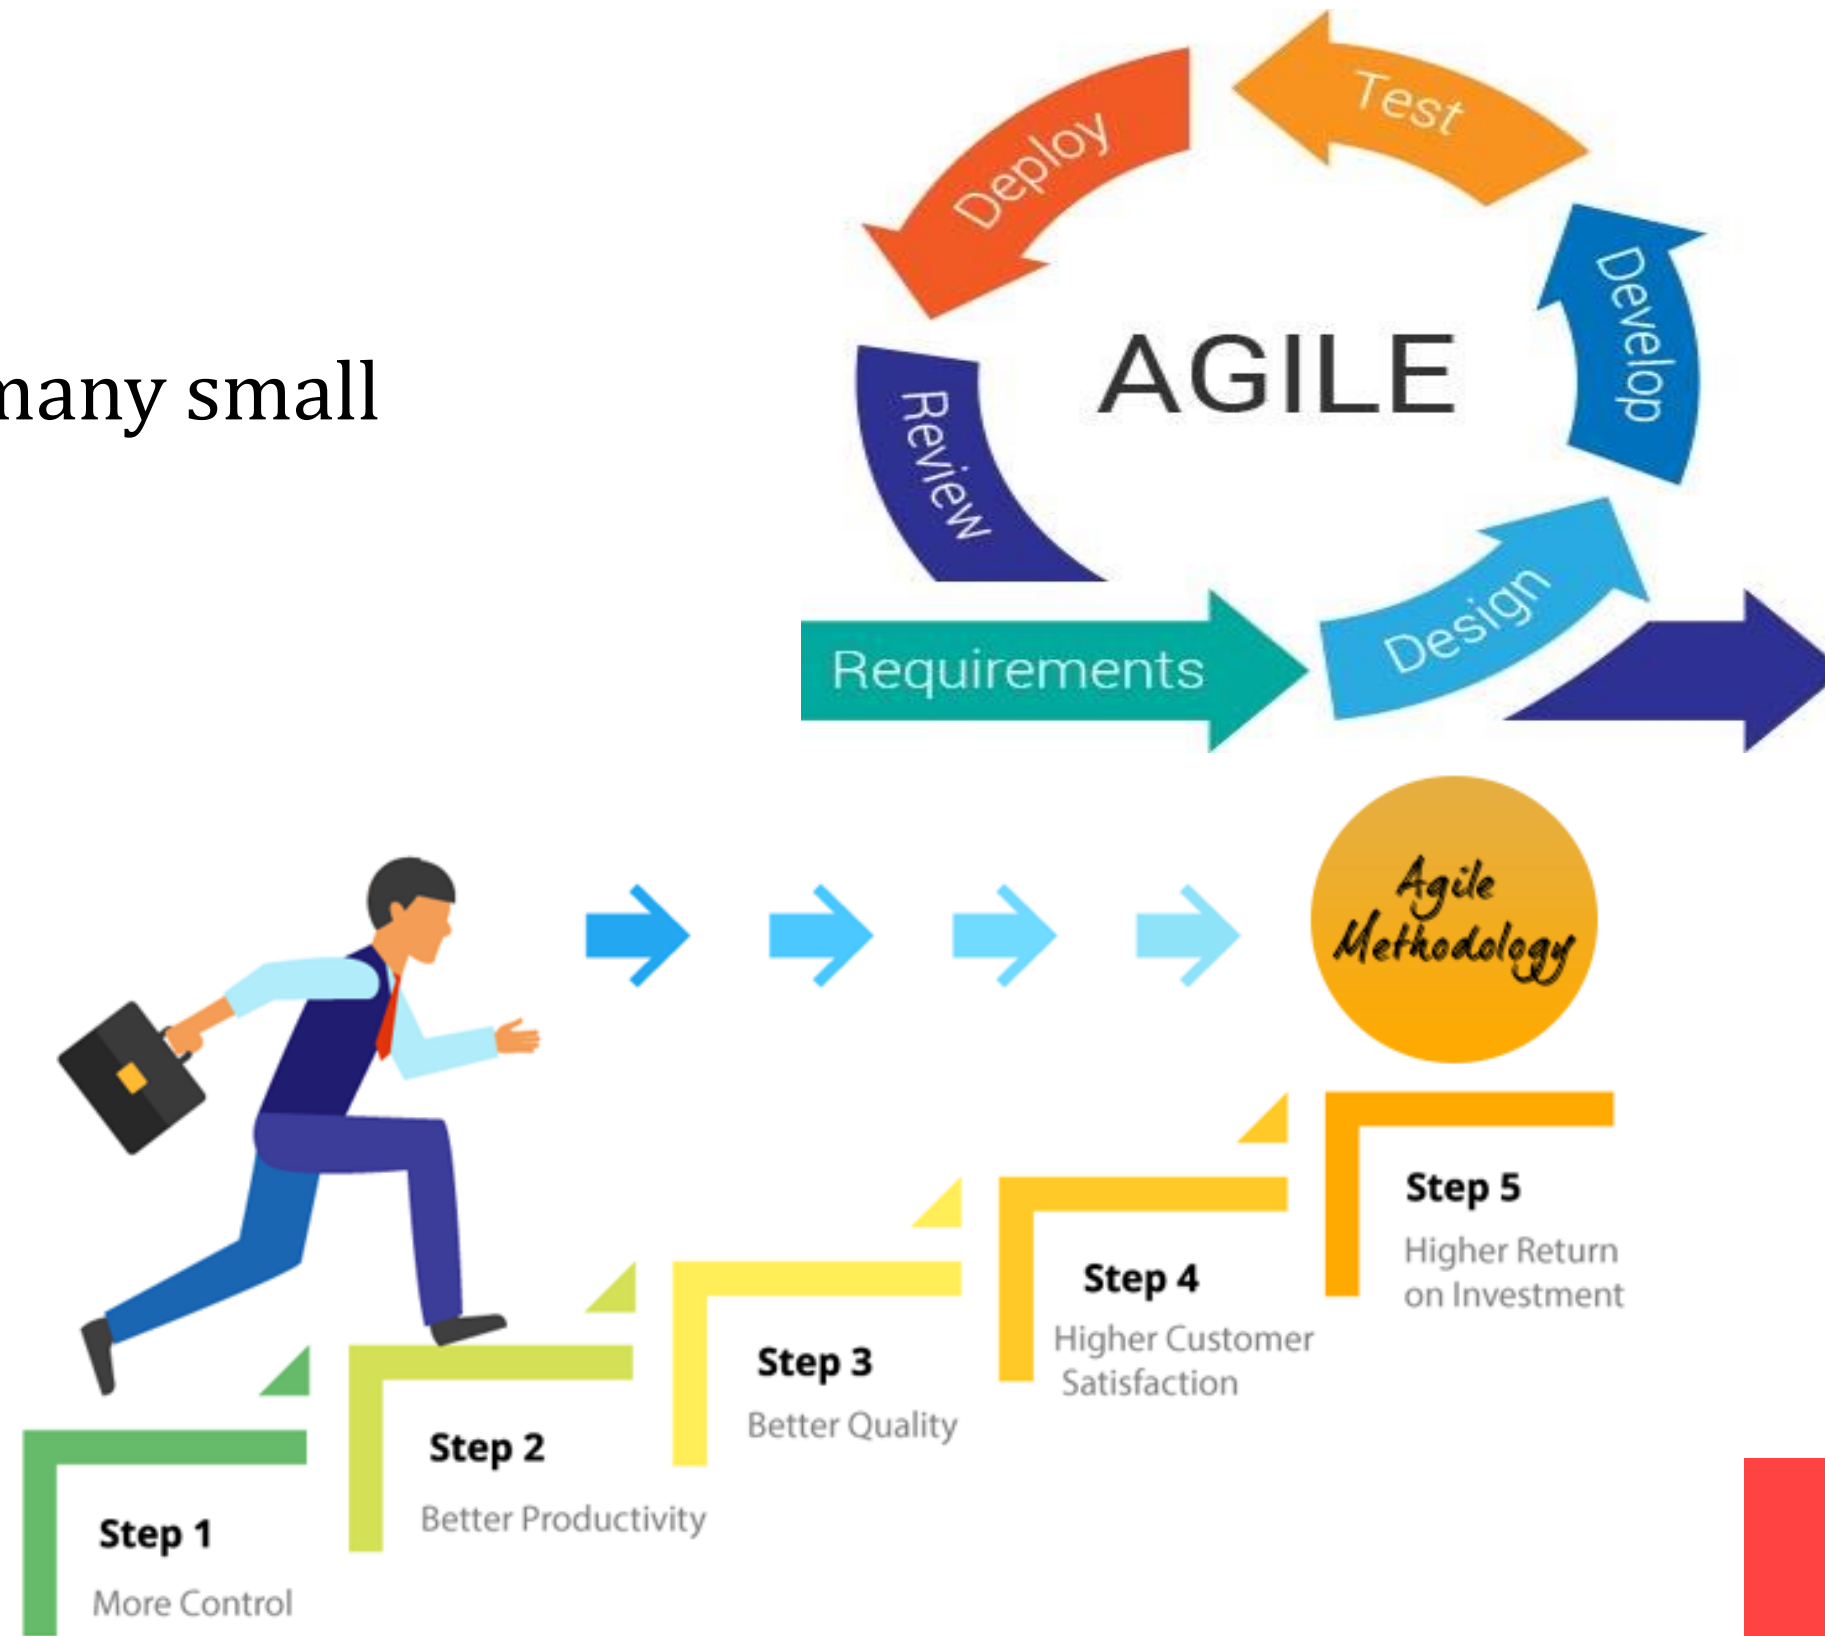 many small
Test
Deploy
Develop
AGILE
Review
Design
Requirements
Agile
Methodology
Step 5
Higher Return
on Investment
Step 4
Higher Customer
Satisfaction
Step 3
Better Quality
Step 2
Better Productivity
Step 1
More Control